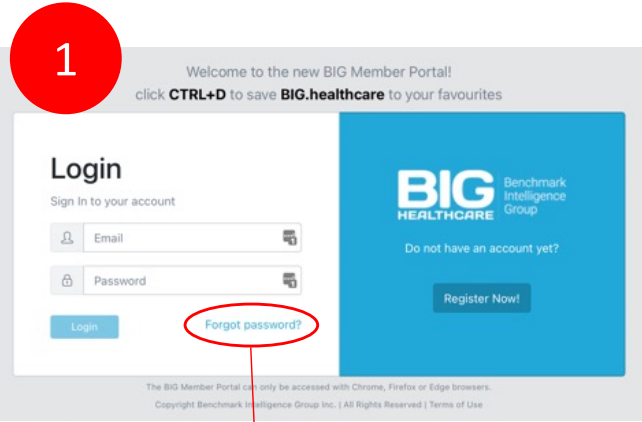 1
Welcome to the new BIG Member Portal!
click CTRL+D to save BIG.healthcare to your favourites
Login
Sign In to your account
Email
Password
Login
Forgot password?
BIG
HEALTHCARE
Benchmark
Intelligence
Group
Do not have an account yet?
Register Now!
The BIG Member Portal can only be accessed with Chrome, Firefox or Edge browsers.
Copyright Benchmark Intelligence Group Inc. | All Rights Reserved | Terms of Use